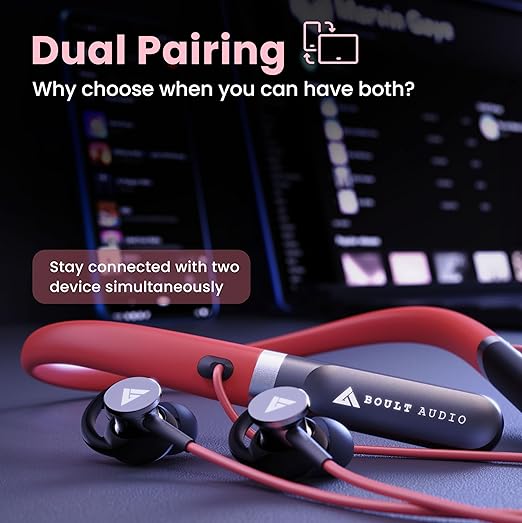 Dual Pairing
Why choose when you can have both?
Stay connected with two
device simultaneously
BOULT AUDIO